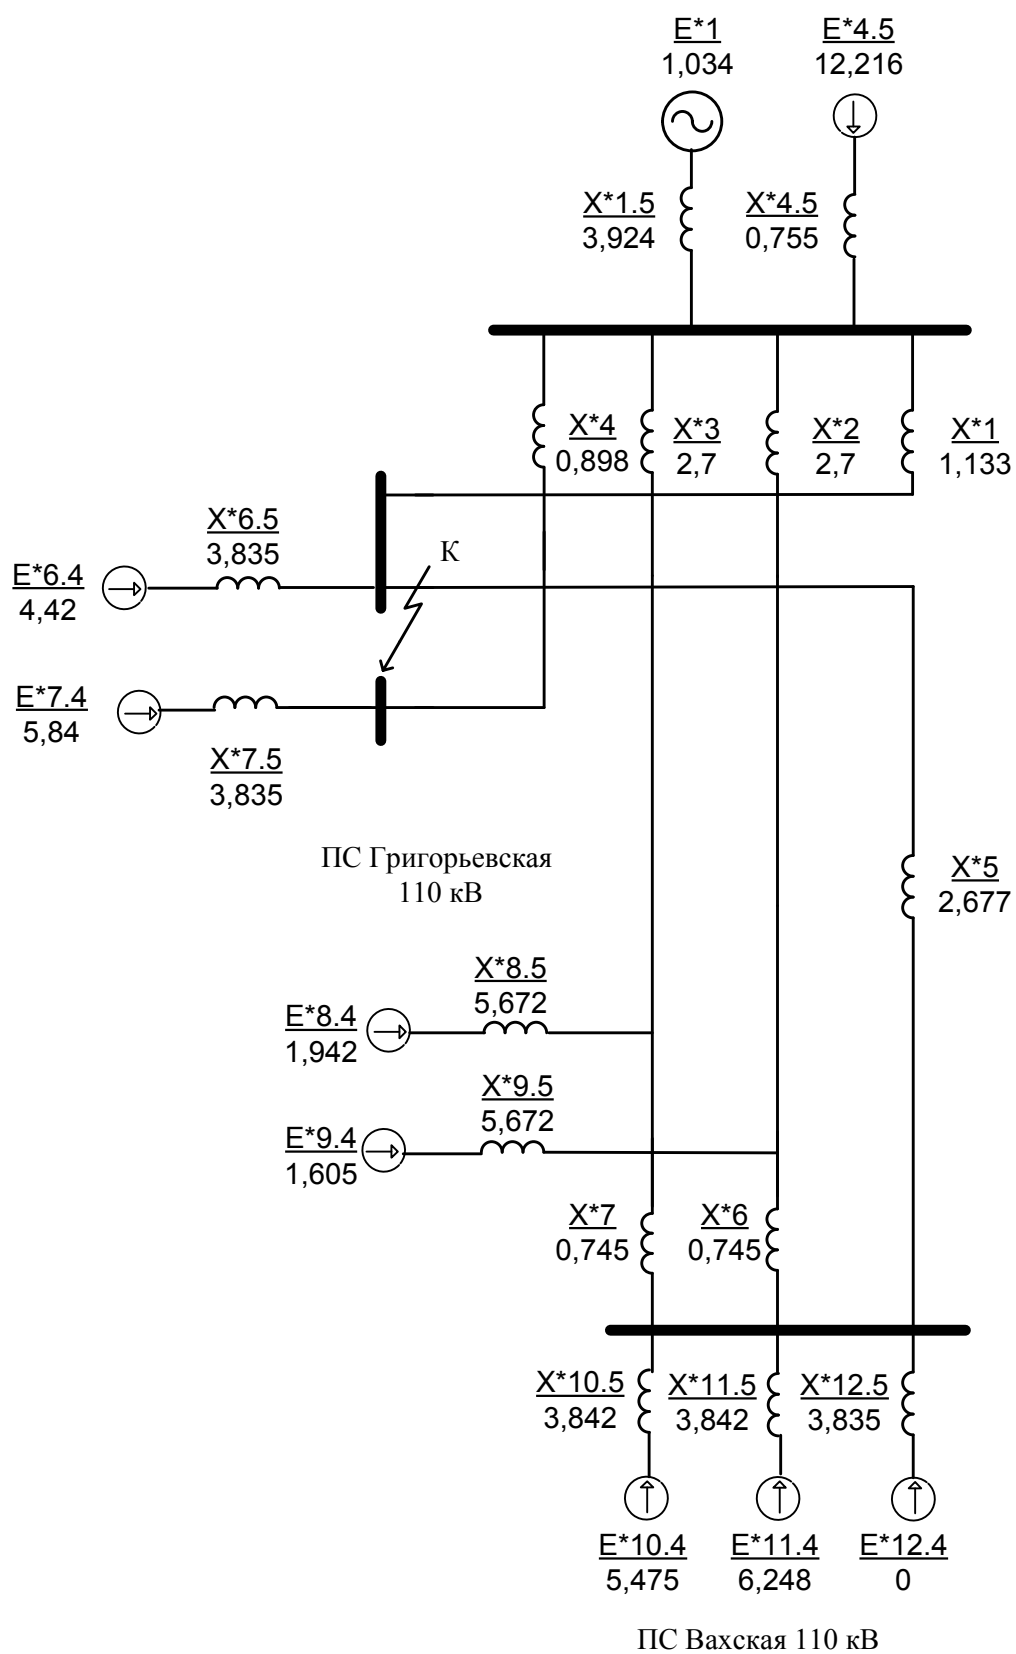 E*1
1,034
E*4.5
12,216
X*1.5
3,924
X*4.5
0,755
X*4
0,898
X*3
2,7
X*2
2,7
X*1
1,133
X*6.5
3,835
К
E*6.4
4,42
E*7.4
5,84
X*7.5
3,835
ПС Григорьевская
110 кВ
X*5
2,677
X*8.5
5,672
E*8.4
1,942
X*9.5
5,672
E*9.4
1,605
X*7
0,745
X*6
0,745
X*10.5
3,842
X*11.5
3,842
X*12.5
3,835
E*10.4
5,475
E*11.4
6,248
E*12.4
0
ПС Вахская 110 кВ